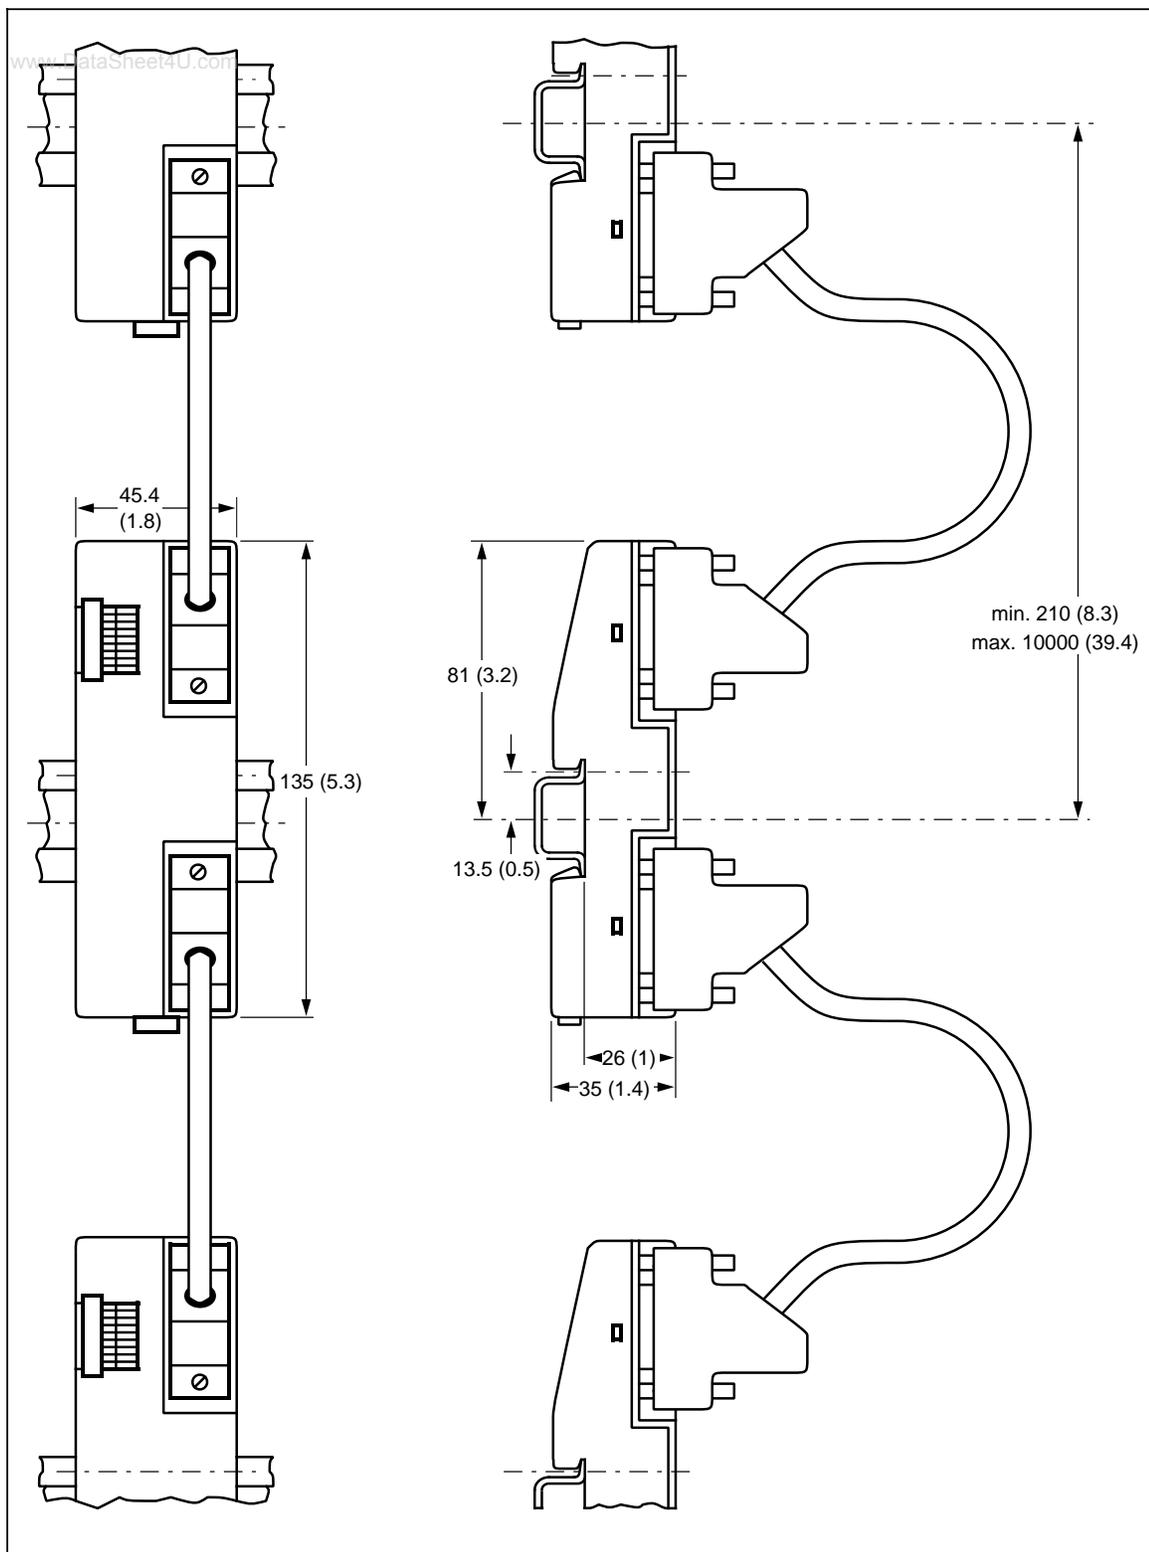 www.DataSheet4U.com
45.4
(1.8)
min. 210 (8.3)
max. 10000 (39.4)
81 (3.2)
135 (5.3)
13.5 (0.5)
26 (1)
35 (1.4)